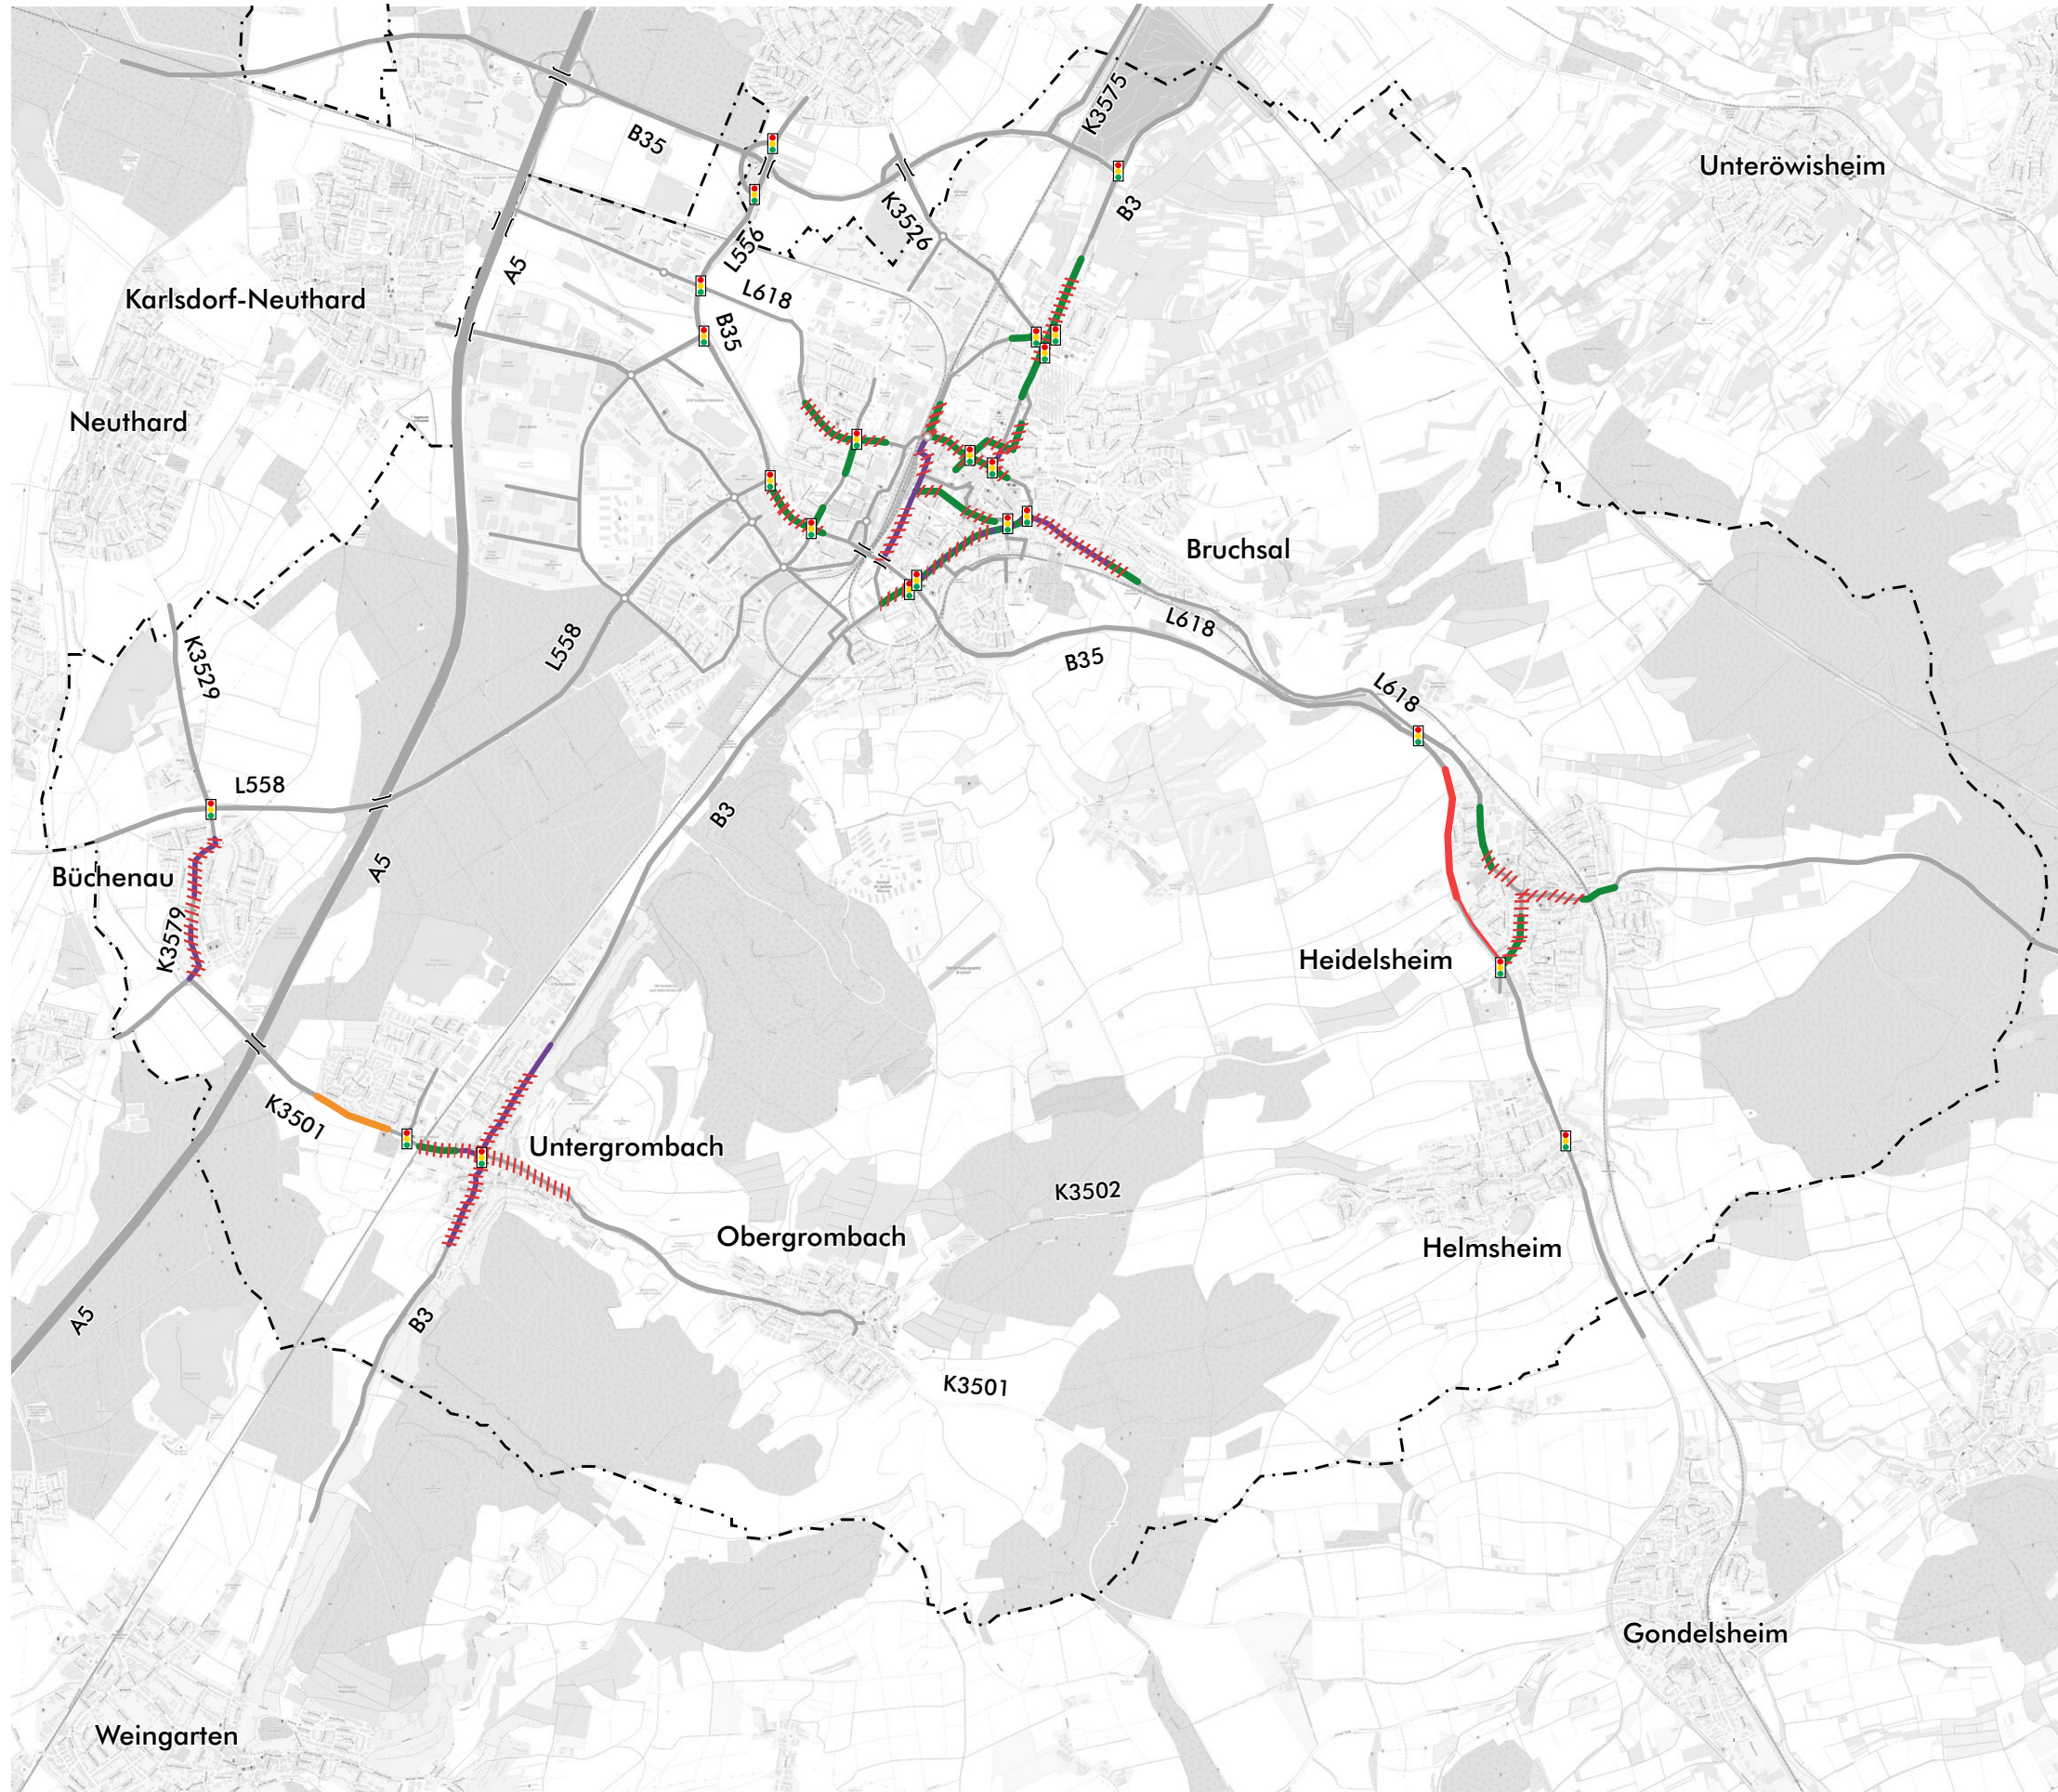 K3575
B35
Unteröwisheim
B3
K3526
L556
A5
Karlsdorf-Neuthard
L618
B35
Neuthard
Bruchsal
L618
L558
K3529
B35
L618
L558
B3
A5
Büchenau
K3579
Heidelsheim
K3501
Untergrombach
K3502
Obergrombach
Helmsheim
A5
B3
K3501
Gondelsheim
Weingarten